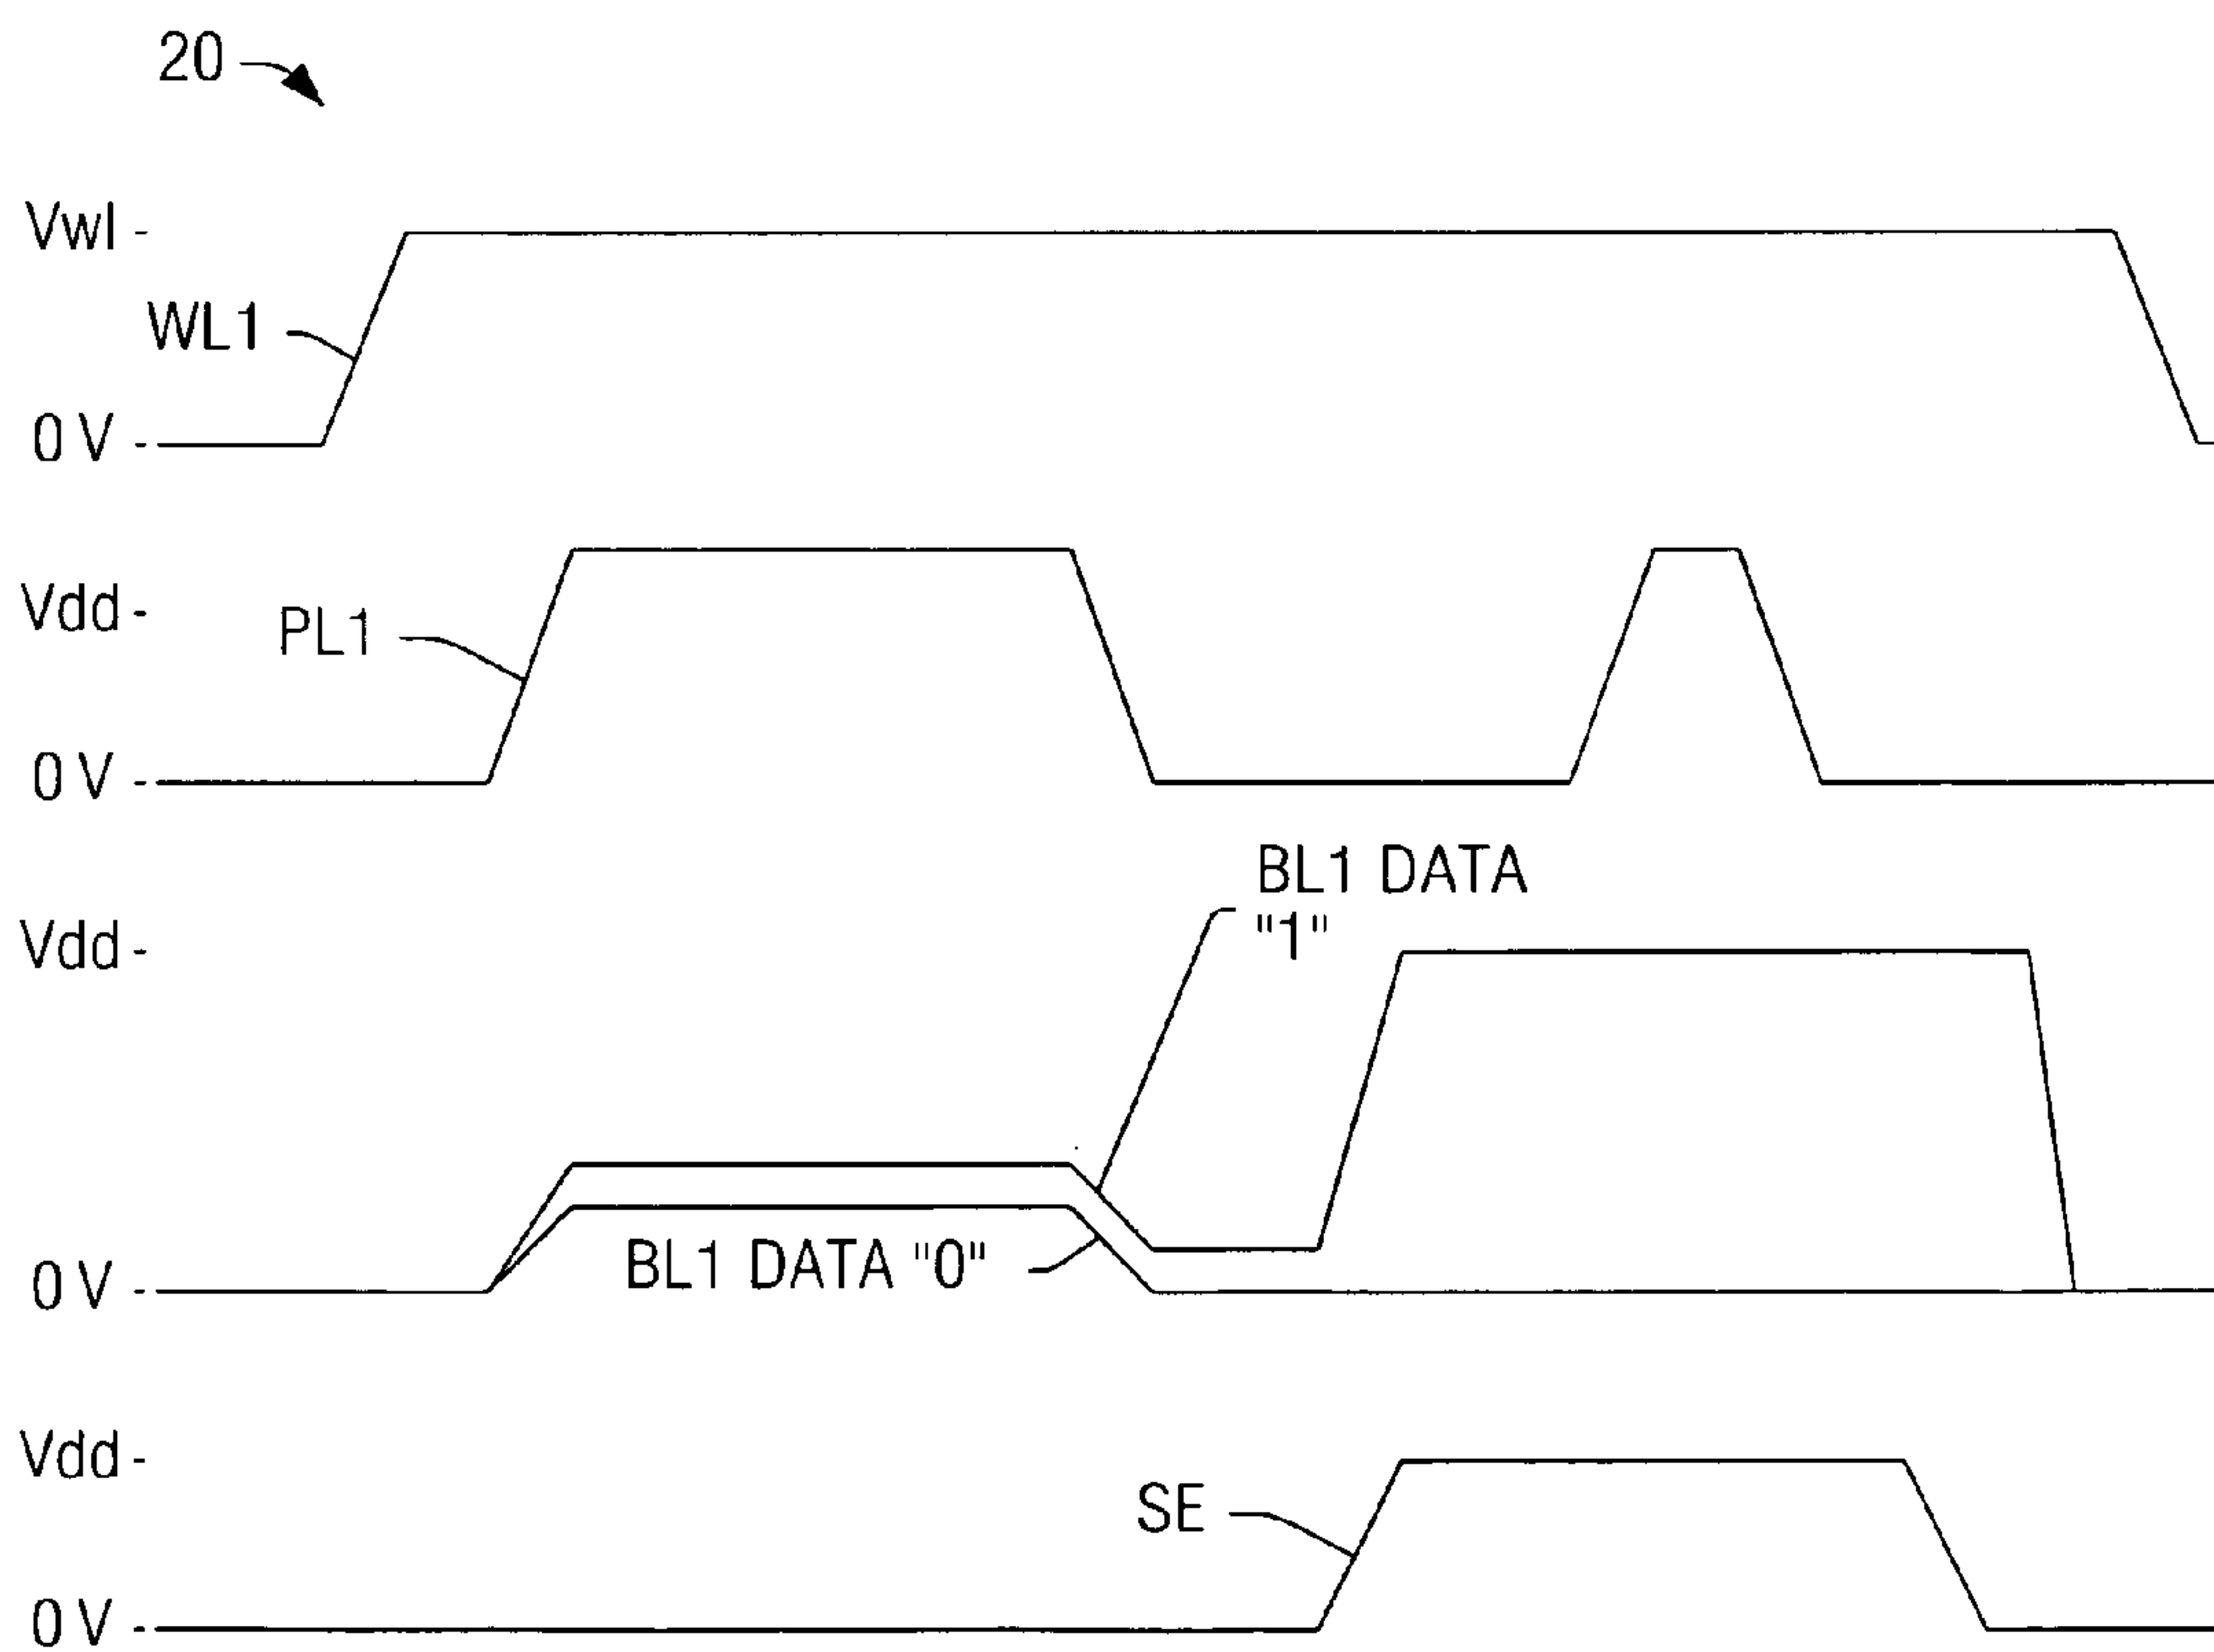 20
Vwl
WL1
0 V
Vdd
PL1
0 V
BL1 DATA
"1"
Vdd
BL1 DATA "0"
0 V
Vdd
SE
0 V